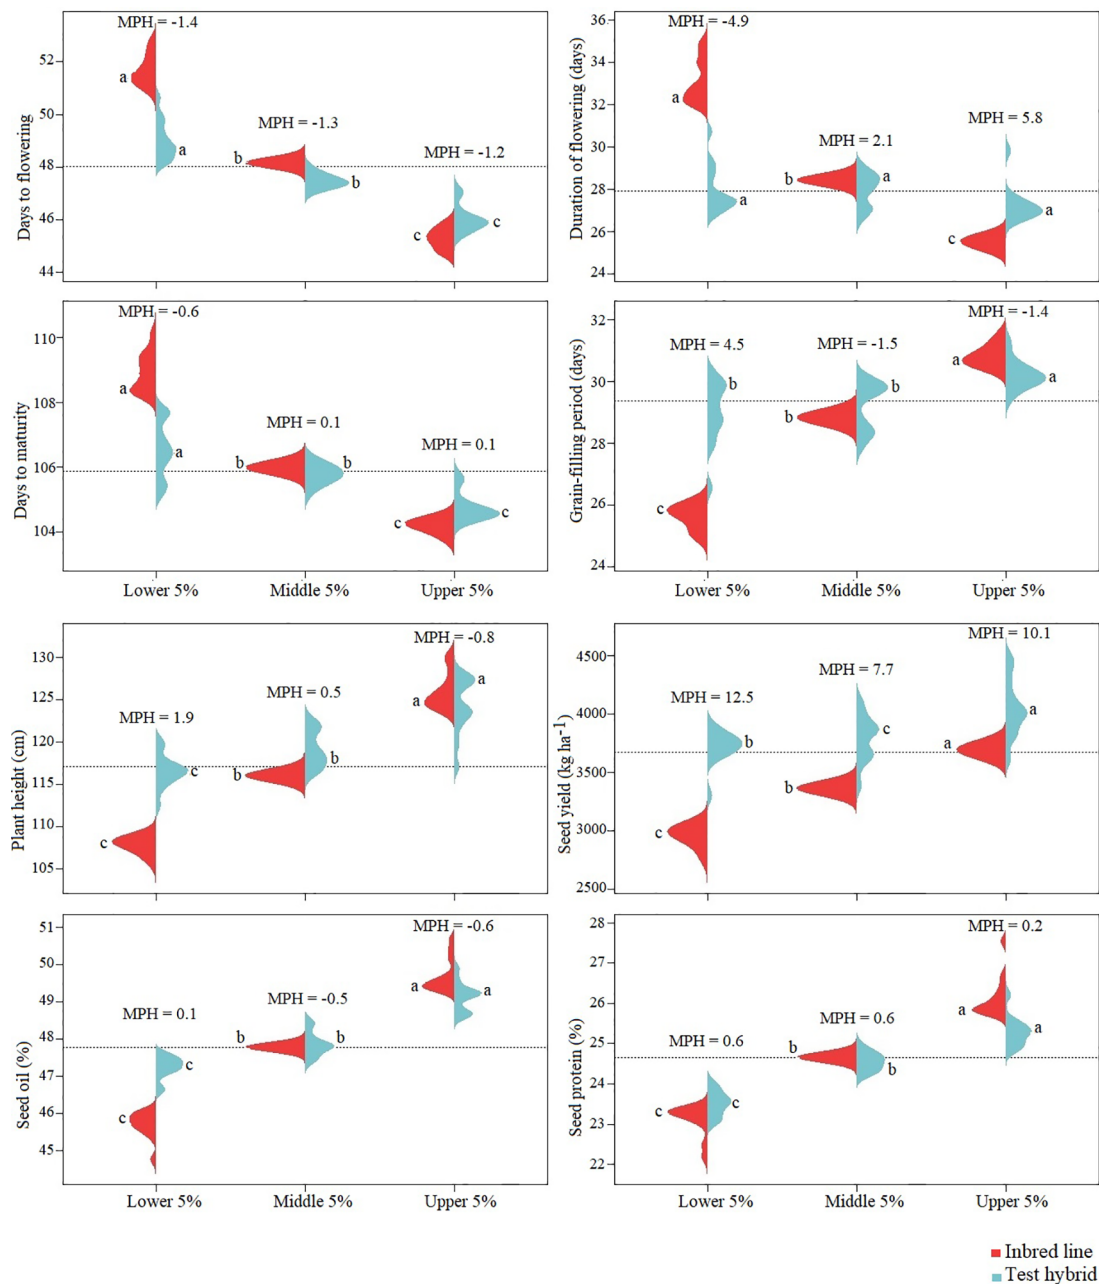 MPH = -1.4
MPH = -1.3
MPH = -1.2
Days to flowering
52
50
48
46
44
a
a
b
b
c
c
MPH = -4.9
MPH = 2.1
MPH = 5.8
Duration of flowering (days)
36
34
32
30
28
26
24
a
a
b
a
c
a
MPH = -0.6
MPH = 0.1
MPH = 0.1
Days to maturity
110
108
106
104
a
a
b
b
c
c
Lower 5%
Middle 5%
Upper 5%
MPH = 4.5
MPH = -1.5
MPH = -1.4
Grain-filling period (days)
32
30
28
26
24
c
b
b
b
a
a
Lower 5%
Middle 5%
Upper 5%
MPH = 1.9
MPH = 0.5
MPH = -0.8
Plant height (cm)
130
125
120
115
110
105
c
c
b
b
a
a
MPH = 12.5
MPH = 7.7
MPH = 10.1
Seed yield (kg ha-1)
4500
4000
3500
3000
2500
c
b
b
c
a
a
MPH = 0.1
MPH = -0.5
MPH = -0.6
Seed oil (%)
51
50
49
48
47
46
45
c
c
b
b
a
a
Lower 5%
Middle 5%
Upper 5%
MPH = 0.6
MPH = 0.6
MPH = 0.2
Seed protein (%)
28
27
26
25
24
23
22
c
c
b
b
a
a
Lower 5%
Middle 5%
Upper 5%
Inbred line
Test hybrid